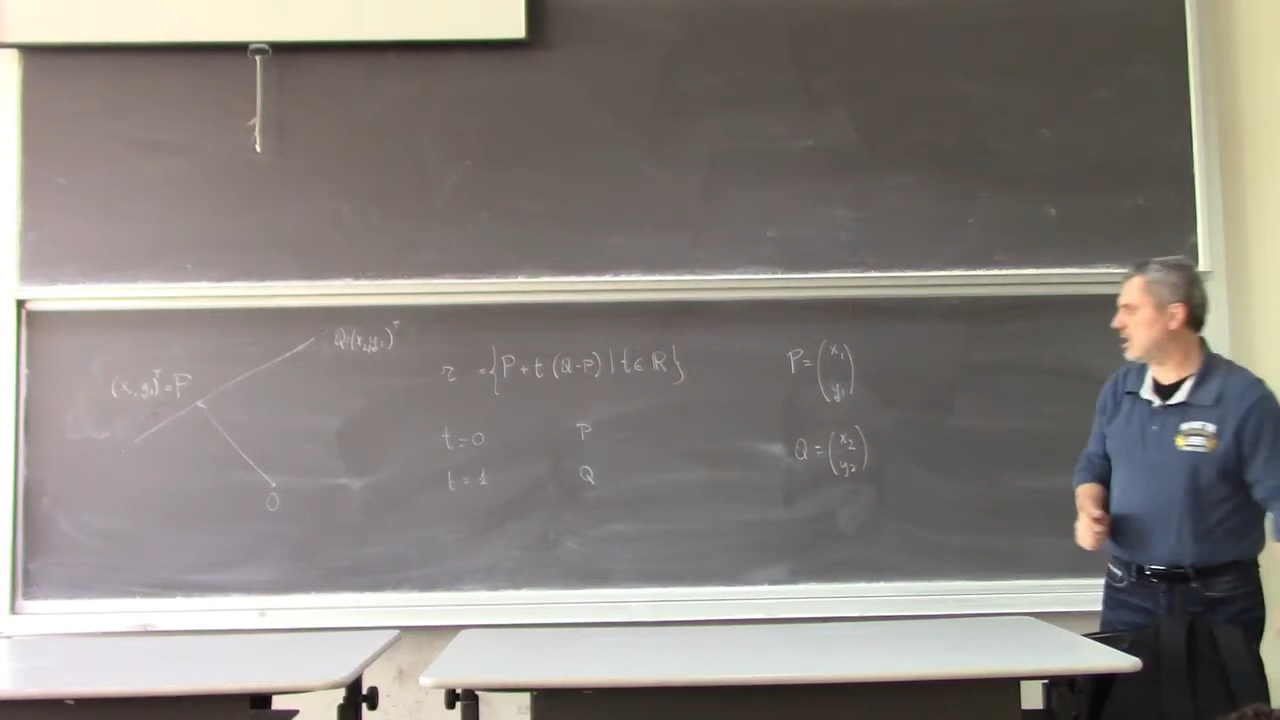 Q=(x₂,y₂)ᵀ
(x₁,y₁)ᵀ=P
O
r = {P+t(Q-P) | t∈ℝ}
t=0 P
t=1 Q
P=(x₁ y₁)
Q=(x₂ y₂)